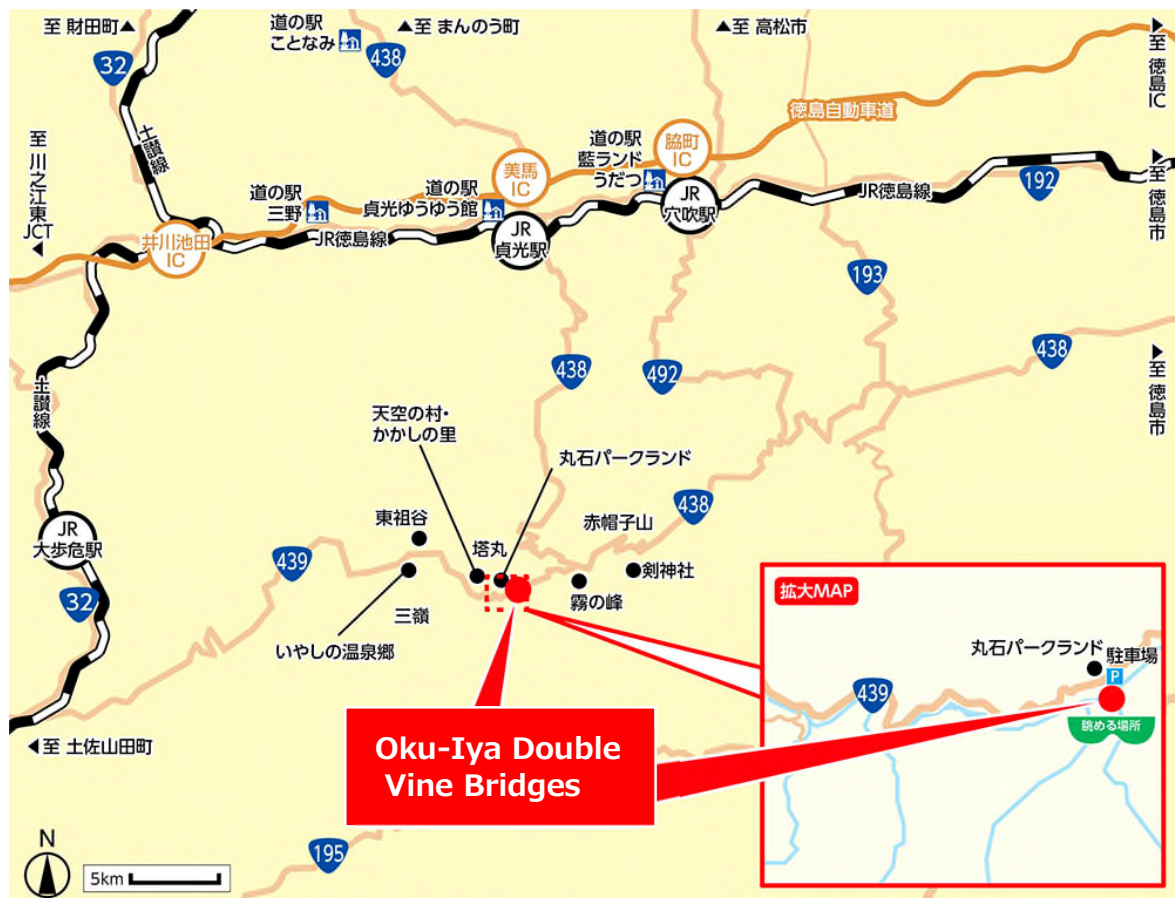 至 財田町▲
道の駅
ことなみ
▲至 まんのう町
▲至 高松市
▲至 徳島IC
32
438
土讃線
徳島自動車道
至 川之江東JCT
◀
道の駅
三野
道の駅
貞光ゆうゆう館
美馬
IC
道の駅
藍ランド
うだつ
脇町
IC
JR
穴吹駅
JR徳島線
192
▲至 徳島市
井川池田
IC
JR徳島線
JR
貞光駅
193
438
492
438
▲至 徳島市
土讃線
天空の村・
かかしの里
丸石パークランド
438
JR
大歩危駅
東祖谷
赤帽子山
439
塔丸
剣神社
32
三嶺
霧の峰
いやしの温泉郷
◀至 土佐山田町
拡大MAP
丸石パークランド
駐車場
P
439
眺める場所
Oku-Iya Double
Vine Bridges
195
N
5km